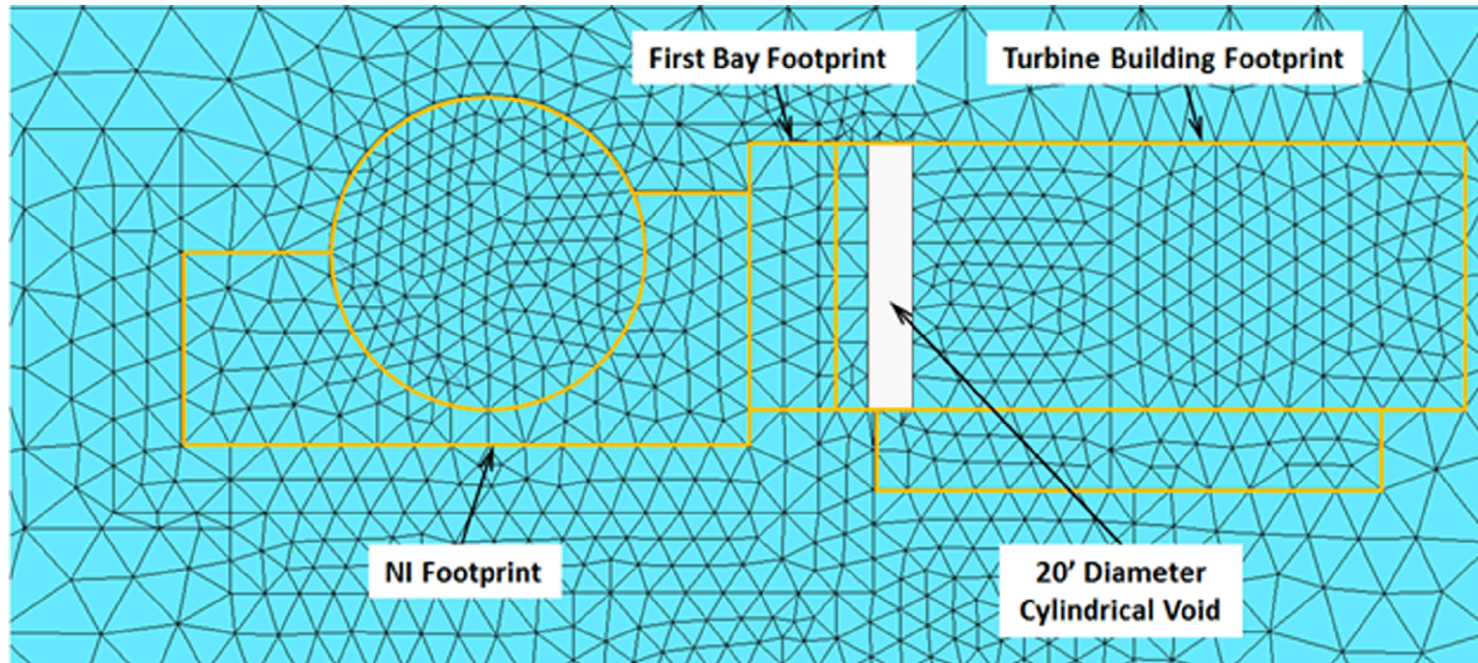 First Bay Footprint
Turbine Building Footprint
NI Footprint
20’ Diameter
Cylindrical Void